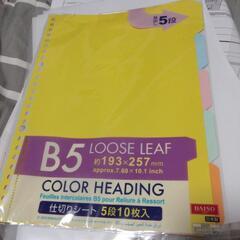 5段
B5 LOOSE LEAF
約193×257mm
approx.7.60×10.1 inch
COLOR HEADING
Feuilles intercalaires B5 pour Reliure à Ressort
仕切りシート 5段10枚入
DAISO